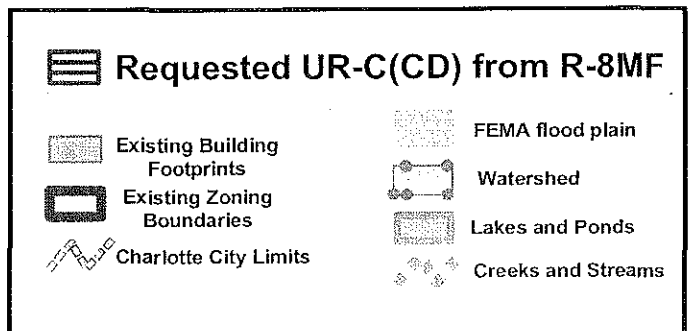 Requested UR-C(CD) from R-8MF
Existing Building
Footprints
Existing Zoning
Boundaries
Charlotte City Limits
FEMA flood plain
Watershed
Lakes and Ponds
Creeks and Streams